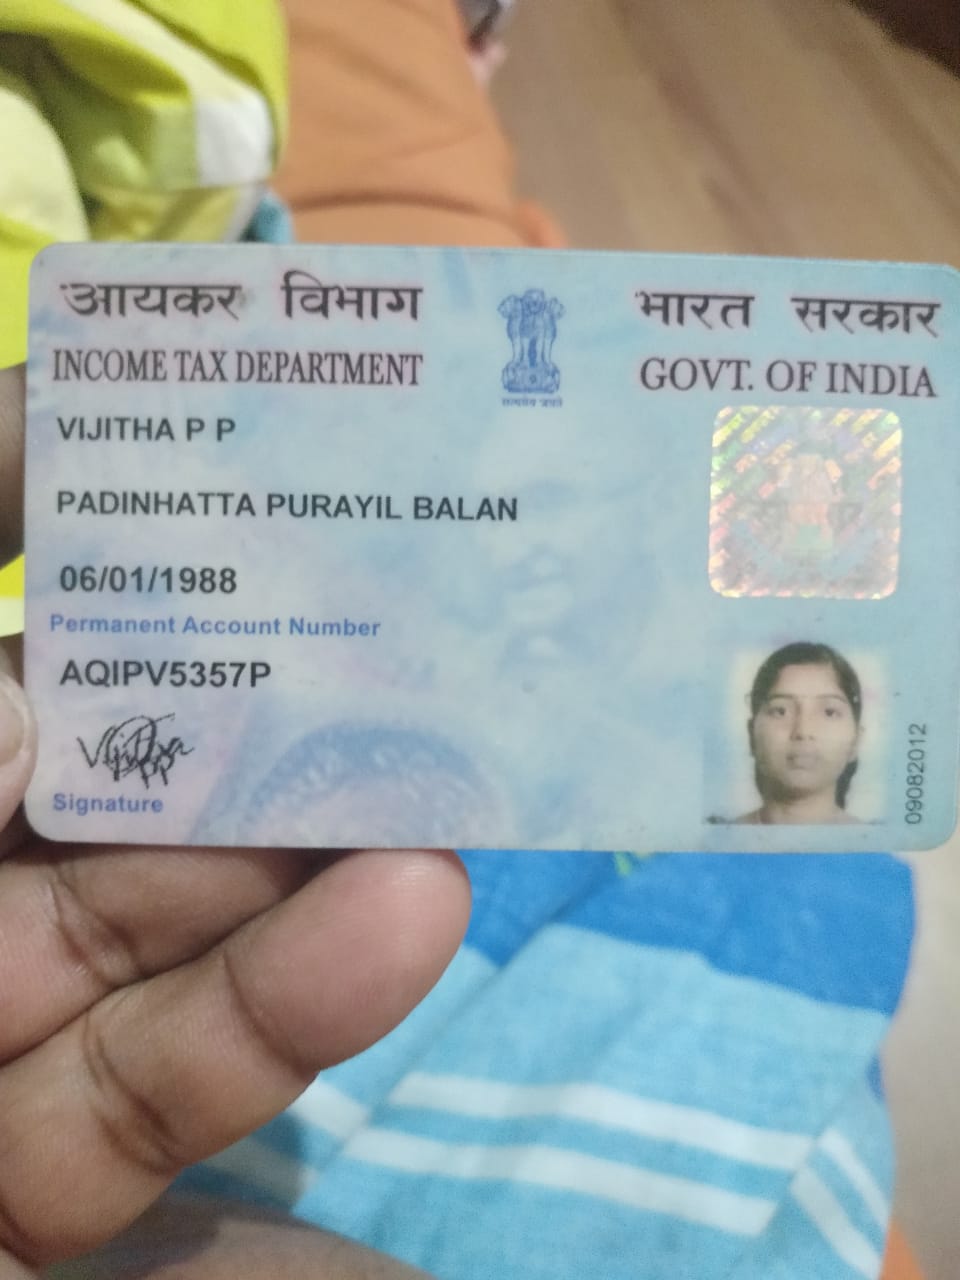 आयकर विभाग
INCOME TAX DEPARTMENT
भारत सरकार
GOVT. OF INDIA
सत्यमेव जयते
VIJITHA P P
PADINHATTA PURAYIL BALAN
06/01/1988
Permanent Account Number
AQIPV5357P
Signature
09082012